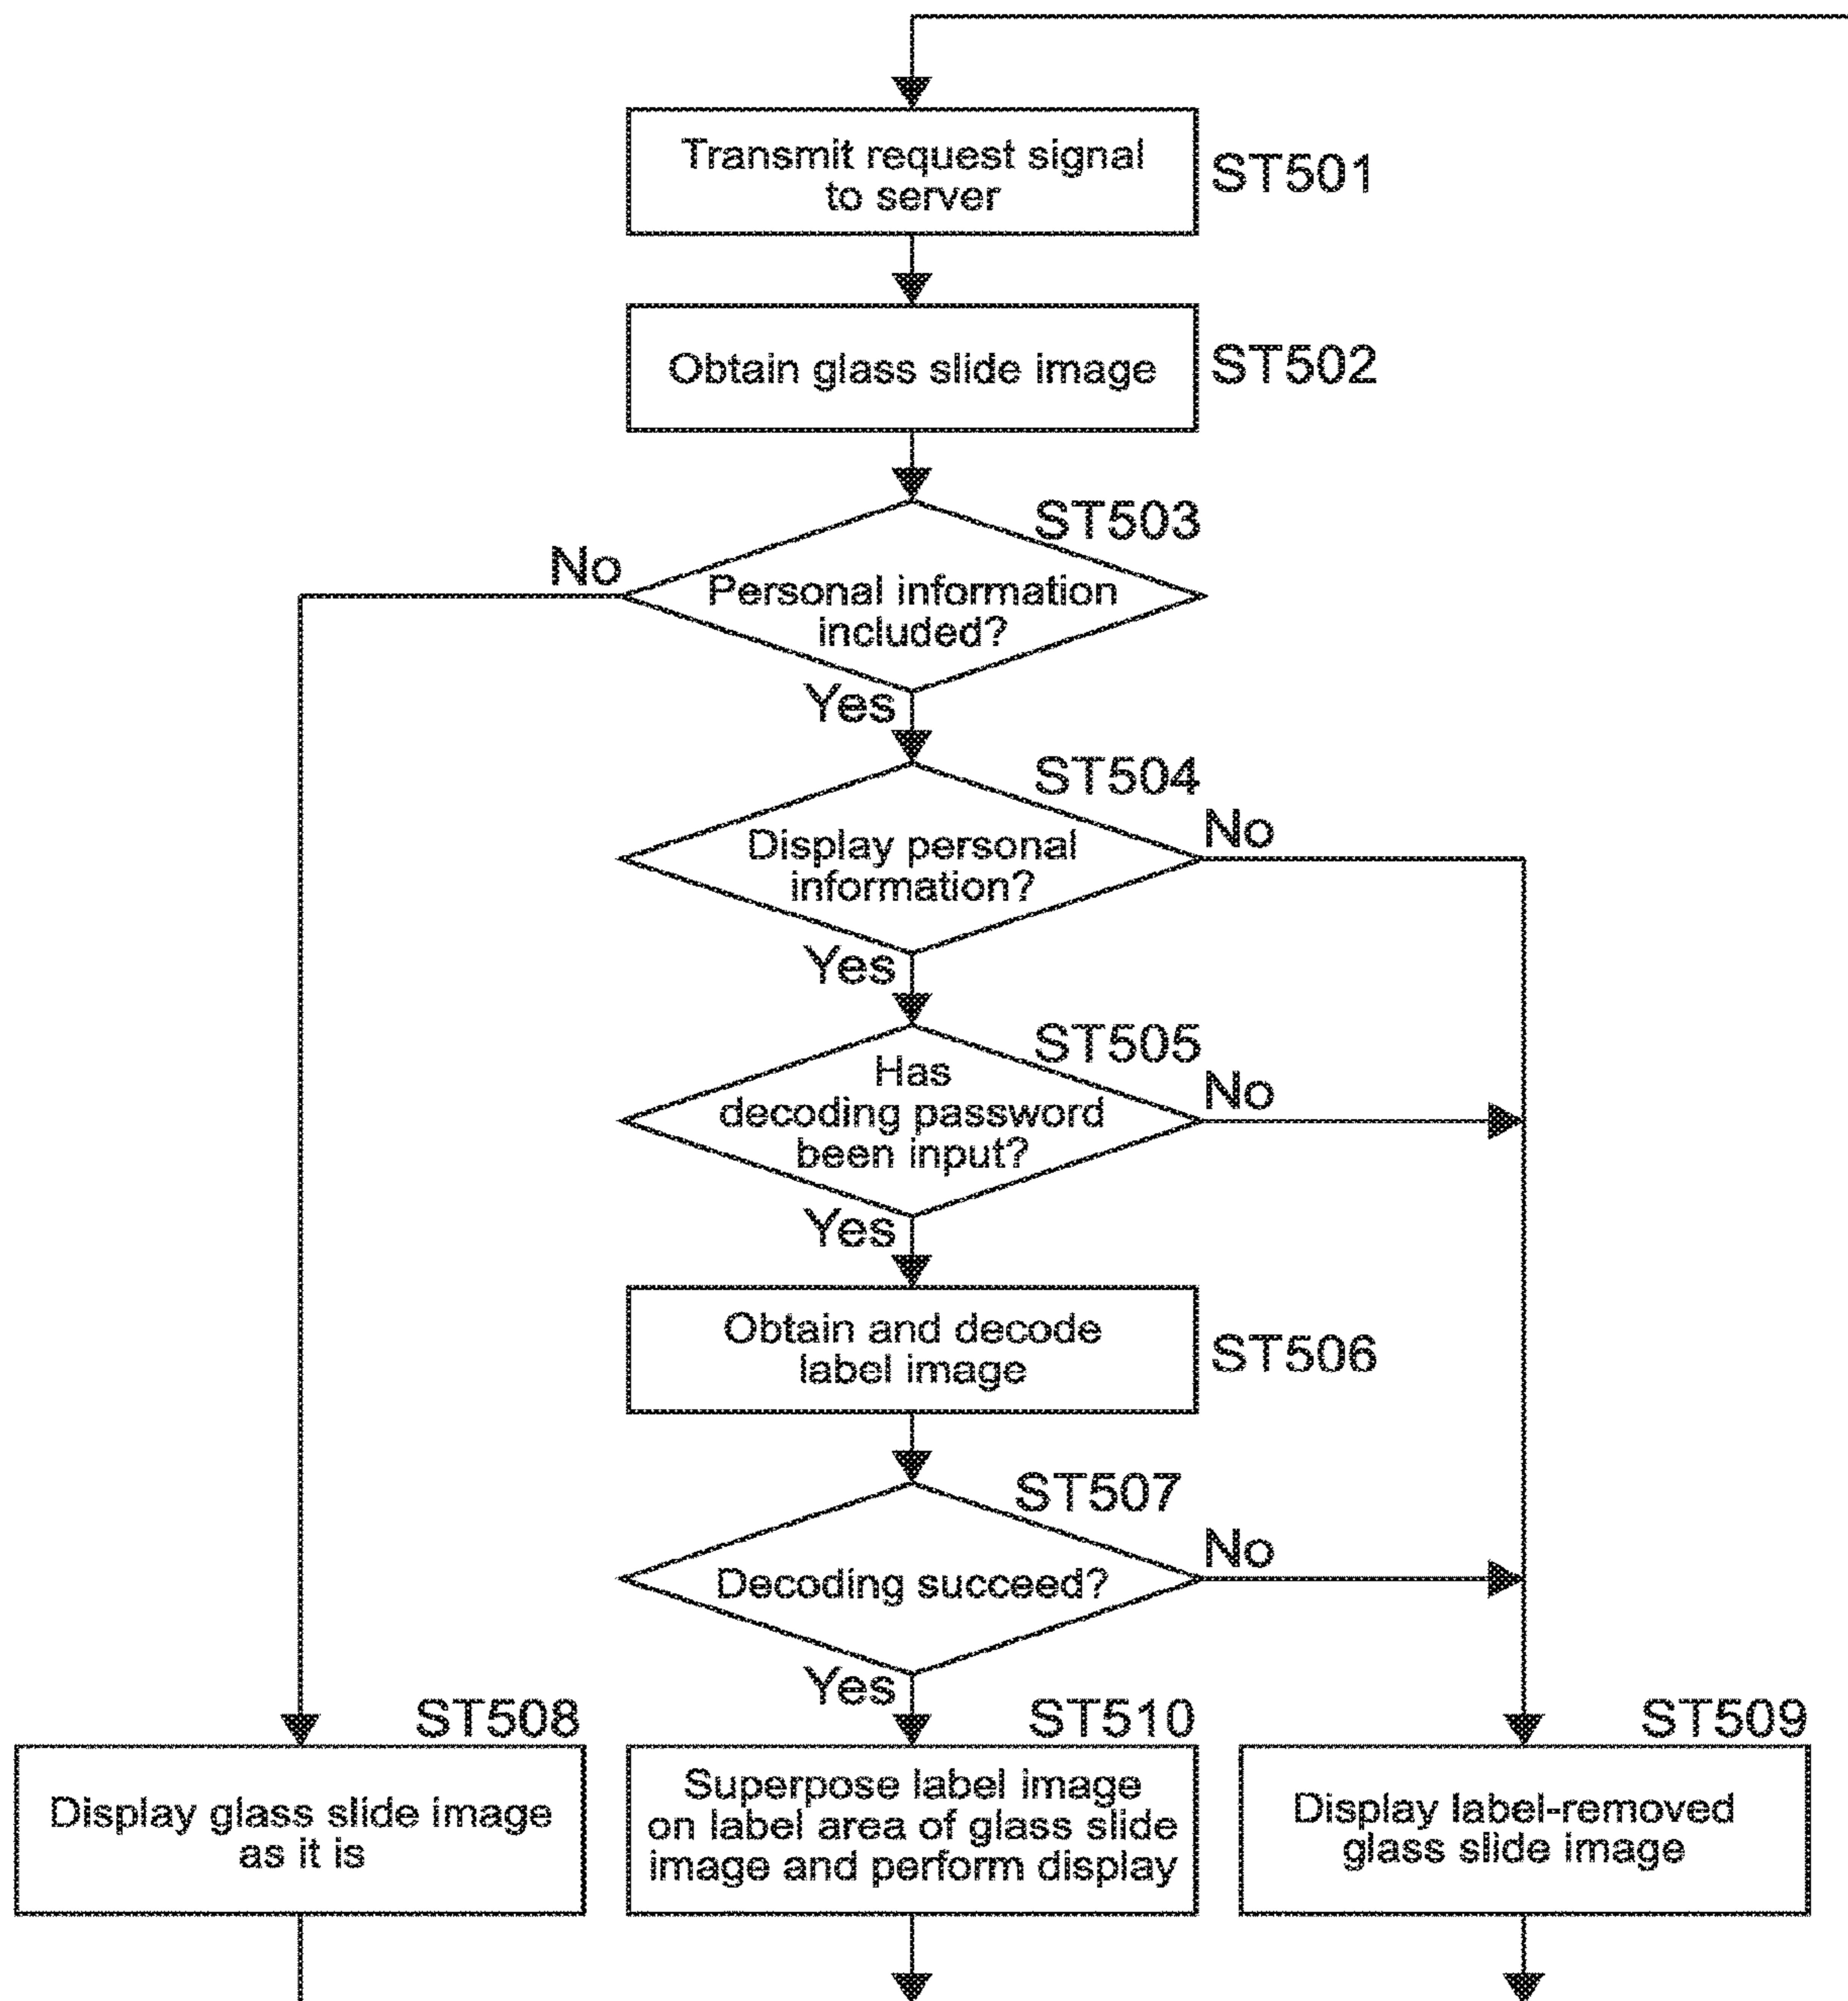 Transmit request signal
to server
ST501
Obtain glass slide image
ST502
ST503
No
Personal information
included?
Yes
ST504
No
Display personal
information?
Yes
ST505
Has
decoding password
been input?
No
Yes
Obtain and decode
label image
ST506
ST507
No
Decoding succeed?
Yes
ST508
Display glass slide image
as it is
ST510
Superpose label image
on label area of glass slide
image and perform display
ST509
Display label-removed
glass slide image